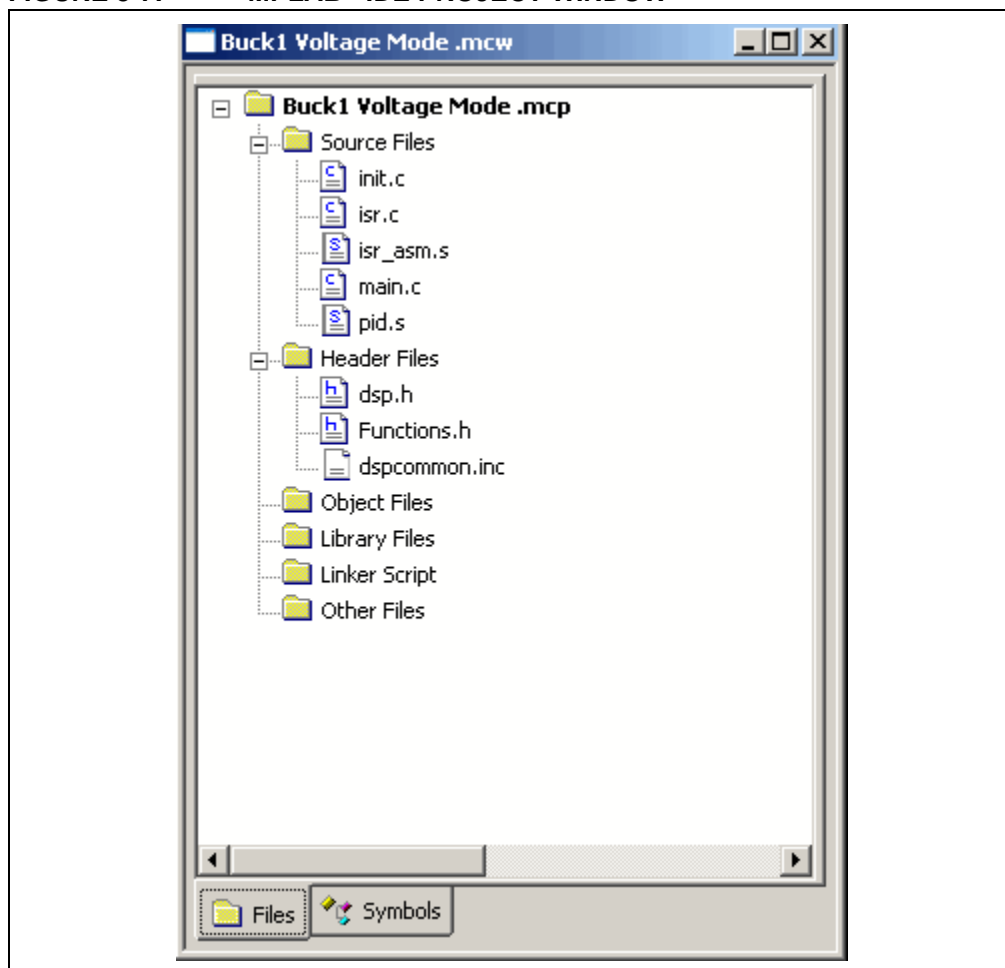 Buck1 Voltage Mode .mcw
Buck1 Voltage Mode .mcp
Source Files
init.c
isr.c
isr_asm.s
main.c
pid.s
Header Files
dsp.h
Functions.h
dspcommon.inc
Object Files
Library Files
Linker Script
Other Files
Files Symbols